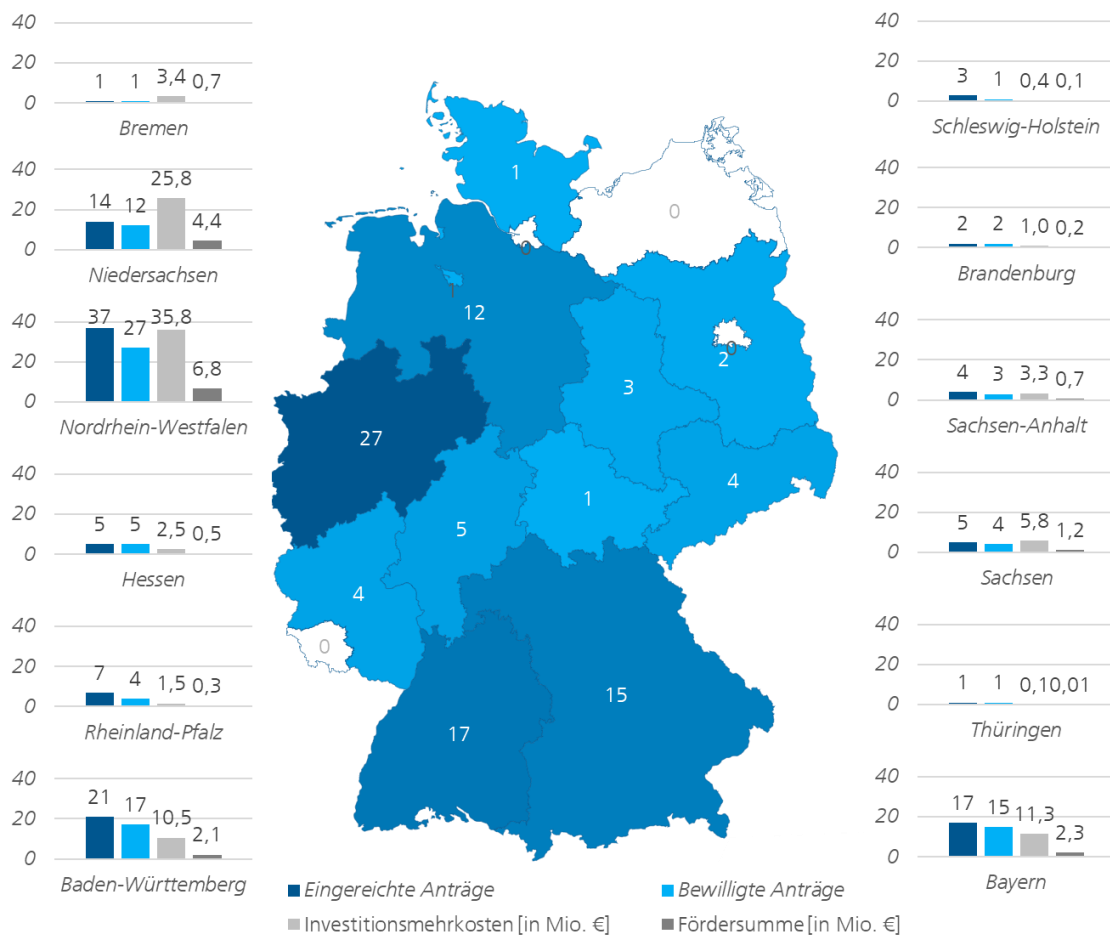 40
20
0
1 1 3,4 0,7
Bremen
40
20
0
14 12 25,8 4,4
Niedersachsen
40
20
0
37 27 35,8 6,8
Nordrhein-Westfalen
40
20
0
5 5 2,5 0,5
Hessen
40
20
0
7 4 1,5 0,3
Rheinland-Pfalz
40
20
0
21 17 10,5 2,1
Baden-Württemberg
1
0
0
1
12
2
0
3
27
4
1
5
4
0
15
17
40
20
0
3 1 0,4 0,1
Schleswig-Holstein
40
20
0
2 2 1,0 0,2
Brandenburg
40
20
0
4 3 3,3 0,7
Sachsen-Anhalt
40
20
0
5 4 5,8 1,2
Sachsen
40
20
0
1 1 0,1 0,01
Thüringen
40
20
0
17 15 11,3 2,3
Bayern
Eingereichte Anträge
Bewilligte Anträge
Investitionsmehrkosten [in Mio. €]
Fördersumme [in Mio. €]